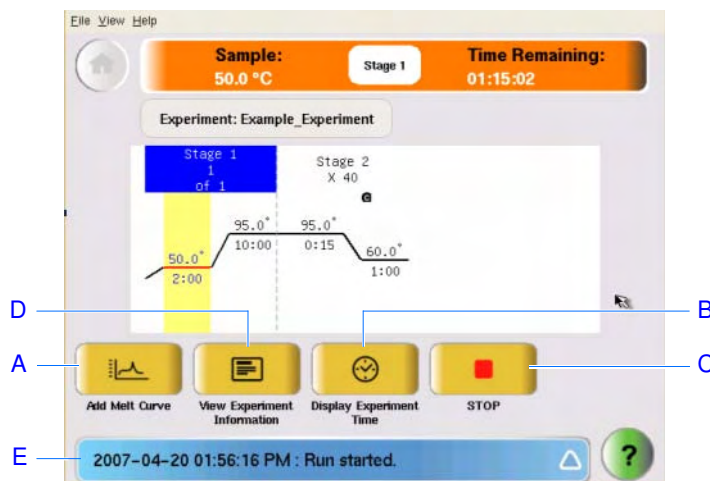 File View Help
Sample:
50.0 °C
Stage 1
Time Remaining:
01:15:02
Experiment: Example_Experiment
Stage 1
1
of 1
Stage 2
X 40
G
50.0°
2:00
95.0°
10:00
95.0°
0:15
60.0°
1:00
D
B
A
C
Add Melt Curve
View Experiment
Information
Display Experiment
Time
STOP
E
2007-04-20 01:56:16 PM : Run started.
?